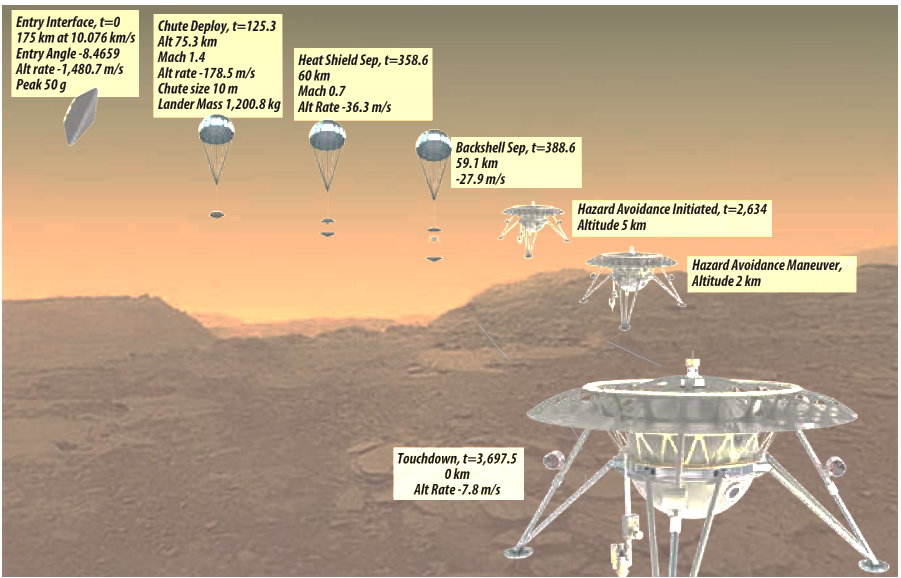 Entry Interface, t=0
175 km at 10.076 km/s
Entry Angle -8.4659
Alt rate -1,480.7 m/s
Peak 50 g
Chute Deploy, t=125.3
Alt 75.3 km
Mach 1.4
Alt rate -178.5 m/s
Chute size 10 m
Lander Mass 1,200.8 kg
Heat Shield Sep, t=358.6
60 km
Mach 0.7
Alt Rate -36.3 m/s
Backshell Sep, t=388.6
59.1 km
-27.9 m/s
Hazard Avoidance Initiated, t=2,634
Altitude 5 km
Hazard Avoidance Maneuver,
Altitude 2 km
Touchdown, t=3,697.5
0 km
Alt Rate -7.8 m/s